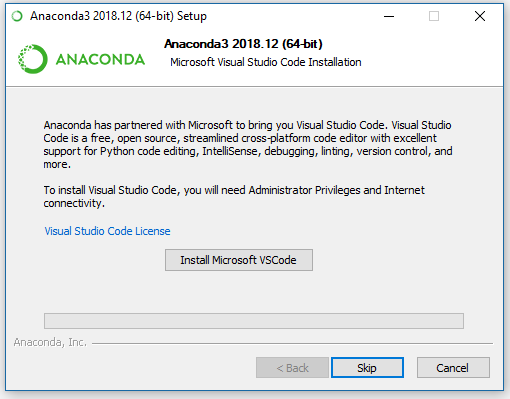 Anaconda3 2018.12 (64-bit) Setup
ANACONDA
Anaconda3 2018.12 (64-bit)
Microsoft Visual Studio Code Installation
Anaconda has partnered with Microsoft to bring you Visual Studio Code. Visual Studio
Code is a free, open source, streamlined cross-platform code editor with excellent
support for Python code editing, IntelliSense, debugging, linting, version control, and
more.
To install Visual Studio Code, you will need Administrator Privileges and Internet
connectivity.
Visual Studio Code License
Install Microsoft VSCode
Anaconda, Inc.
< Back
Skip
Cancel